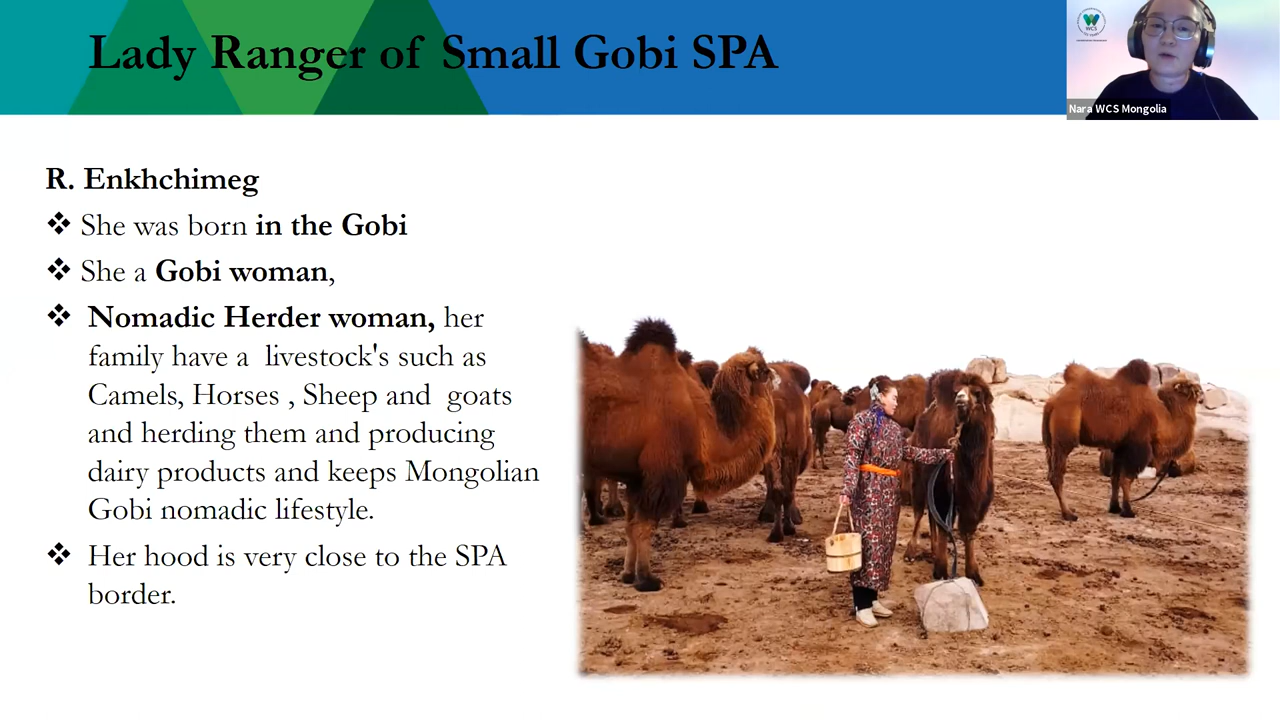 Lady Ranger of Small Gobi SPA
WCS
Nara WCS Mongolia
R. Enkhchimeg
❖ She was born in the Gobi
❖ She a Gobi woman,
❖ Nomadic Herder woman, her
family have a  livestock's such as
Camels, Horses , Sheep and  goats
and herding them and producing
dairy products and keeps Mongolian
Gobi nomadic lifestyle.
❖ Her hood is very close to the SPA
border.